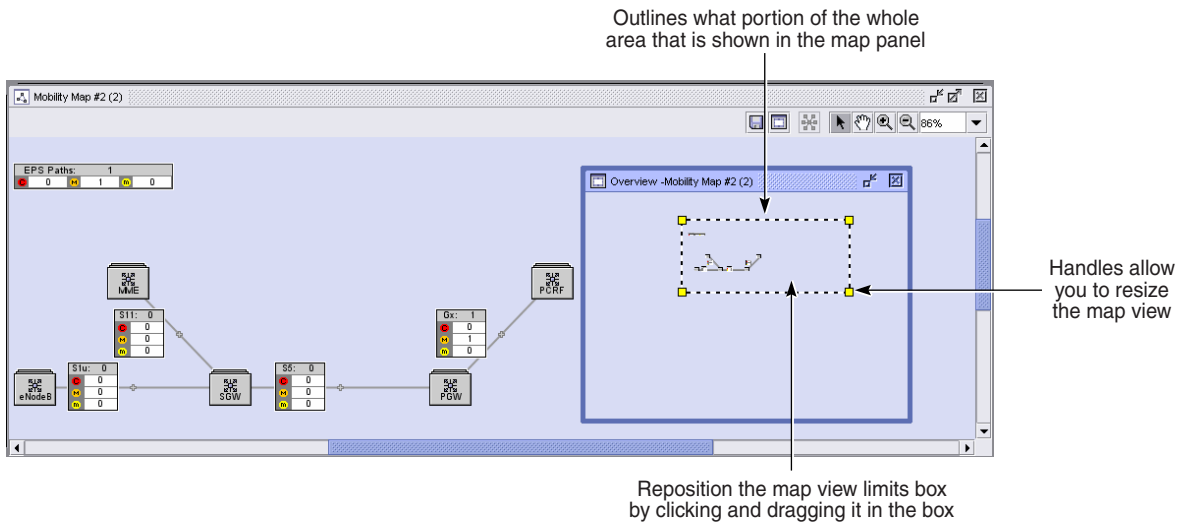 Outlines what portion of the whole
area that is shown in the map panel
Mobility Map #2 (2)
86%
EPS Paths: 1
C 0 M 1 m 0
Overview -Mobility Map #2 (2)
MME
PCRF
S11: 0
C 0
M 0
m 0
Gx: 1
C 0
M 1
m 0
Handles allow
you to resize
the map view
eNodeB
S1u: 0
C 0
M 0
m 0
SGW
S5: 0
C 0
M 0
m 0
PGW
Reposition the map view limits box
by clicking and dragging it in the box